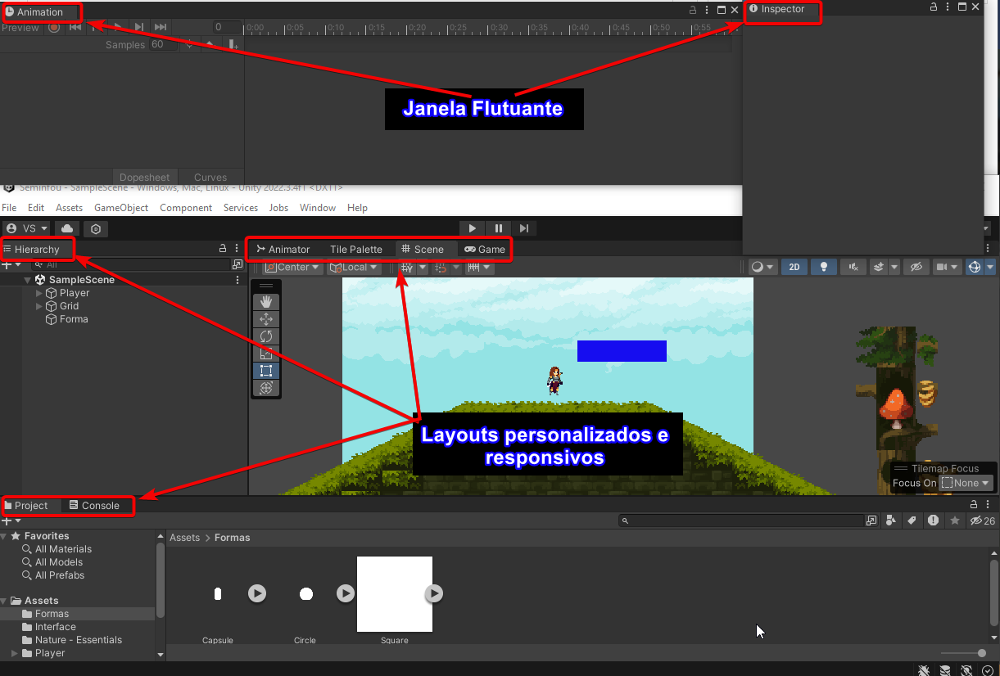 Animation
Inspector
Preview
0
0:00
0:05
0:10
0:15
0:20
0:25
0:30
0:35
0:40
0:45
0:50
0:55
Samples 60
Janela Flutuante
Dopesheet
Curves
Seminfou - SampleScene - Windows, Mac, Linux - Unity 2022.3.4f1 <DX11>
File Edit Assets GameObject Component Services Jobs Window Help
VS
Hierarchy
Animator
Tile Palette
Scene
Game
All
Center
Local
2D
SampleScene
Player
Grid
Forma
Layouts personalizados e
responsivos
Tilemap Focus
Focus On None
Project
Console
26
Favorites
All Materials
All Models
All Prefabs
Assets
Formas
Interface
Nature - Essentials
Player
Assets > Formas
Capsule
Circle
Square